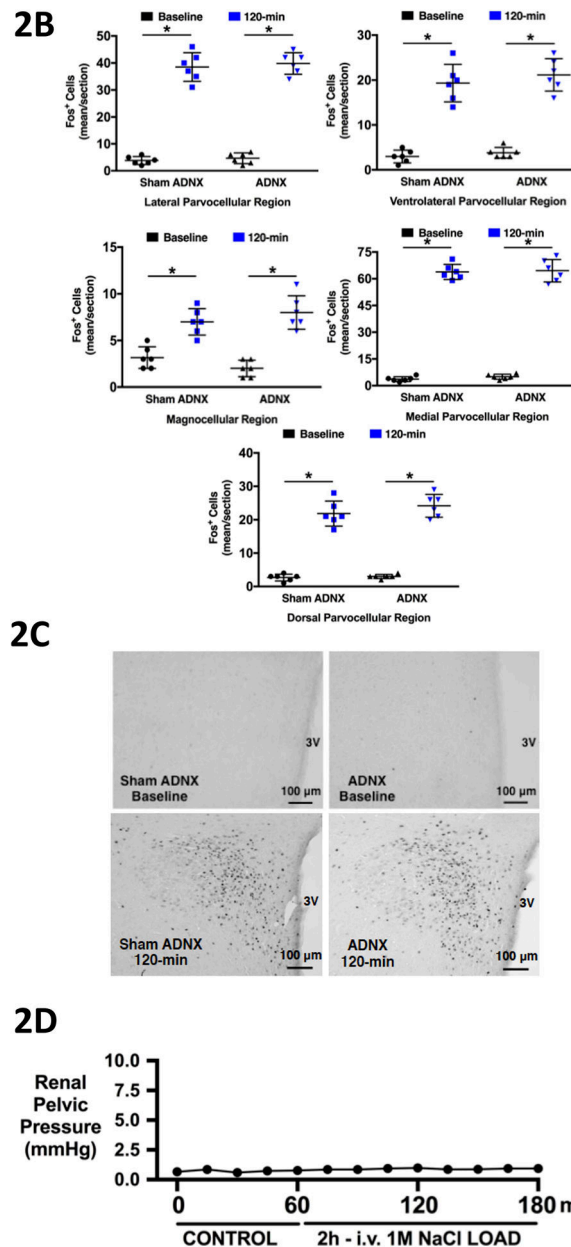 2B
Baseline 120-min
Fos+ Cells
(mean/section)
50
40
30
20
10
0
*
*
Sham ADNX ADNX
Lateral Parvocellular Region
Baseline 120-min
Fos+ Cells
(mean/section)
40
30
20
10
0
*
*
Sham ADNX ADNX
Ventrolateral Parvocellular Region
Baseline 120-min
Fos+ Cells
(mean/section)
15
10
5
0
*
*
Sham ADNX ADNX
Magnocellular Region
Baseline 120-min
Fos+ Cells
(mean/section)
75
60
45
30
15
0
*
*
Sham ADNX ADNX
Medial Parvocellular Region
Baseline 120-min
Fos+ Cells
(mean/section)
40
30
20
10
0
*
*
Sham ADNX ADNX
Dorsal Parvocellular Region
2C
3V
Sham ADNX
Baseline
100 µm
3V
ADNX
Baseline
100 µm
3V
Sham ADNX
120-min
100 µm
3V
ADNX
120-min
100 µm
2D
Renal
Pelvic
Pressure
(mmHg)
10.0
7.5
5.0
2.5
0.0
0 60 120 180 m
CONTROL 2h - i.v. 1M NaCl LOAD